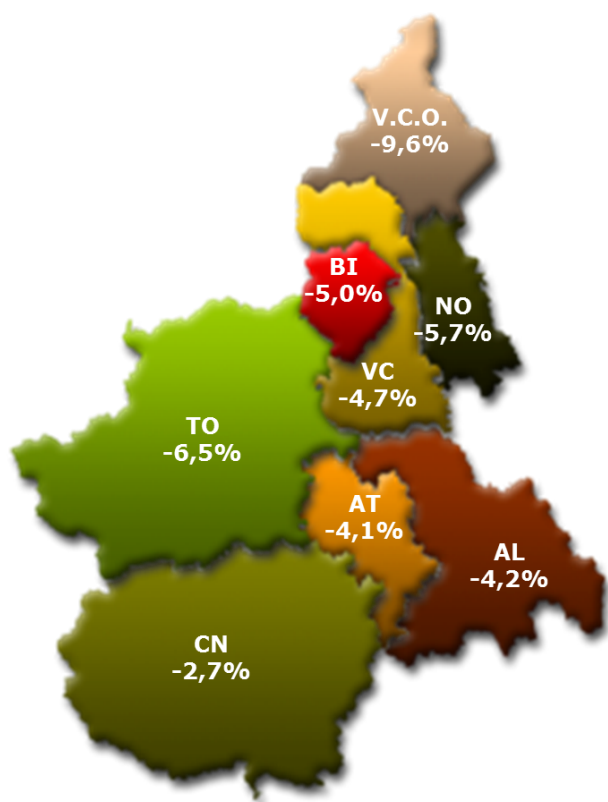 V.C.O.
-9,6%
BI
-5,0%
NO
-5,7%
VC
-4,7%
TO
-6,5%
AT
-4,1%
AL
-4,2%
CN
-2,7%